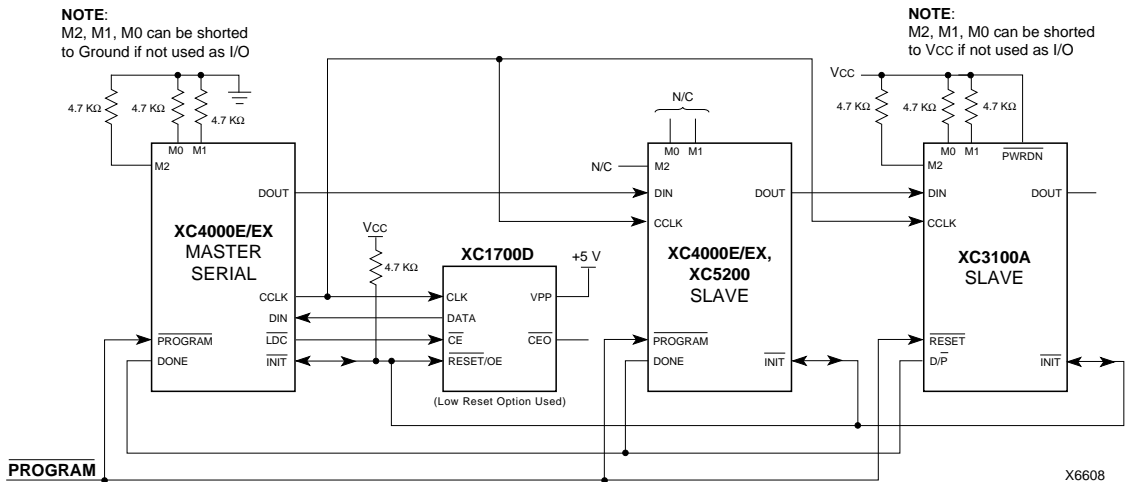 NOTE:
M2, M1, M0 can be shorted
to Ground if not used as I/O
NOTE:
M2, M1, M0 can be shorted
to VCC if not used as I/O
N/C
VCC
4.7 KΩ
4.7 KΩ
4.7 KΩ
4.7 KΩ
4.7 KΩ
4.7 KΩ
M0 M1
M2
DOUT
XC4000E/EX
MASTER
SERIAL
CCLK
DIN
PROGRAM
LDC
DONE
INIT
VCC
4.7 KΩ
XC1700D
+5 V
CLK
VPP
DATA
CE
CEO
RESET/OE
(Low Reset Option Used)
M0 M1
N/C
M2
DIN
DOUT
CCLK
XC4000E/EX,
XC5200
SLAVE
PROGRAM
DONE
INIT
M0 M1
PWRDN
M2
DIN
DOUT
CCLK
XC3100A
SLAVE
RESET
D/P
INIT
PROGRAM
X6608